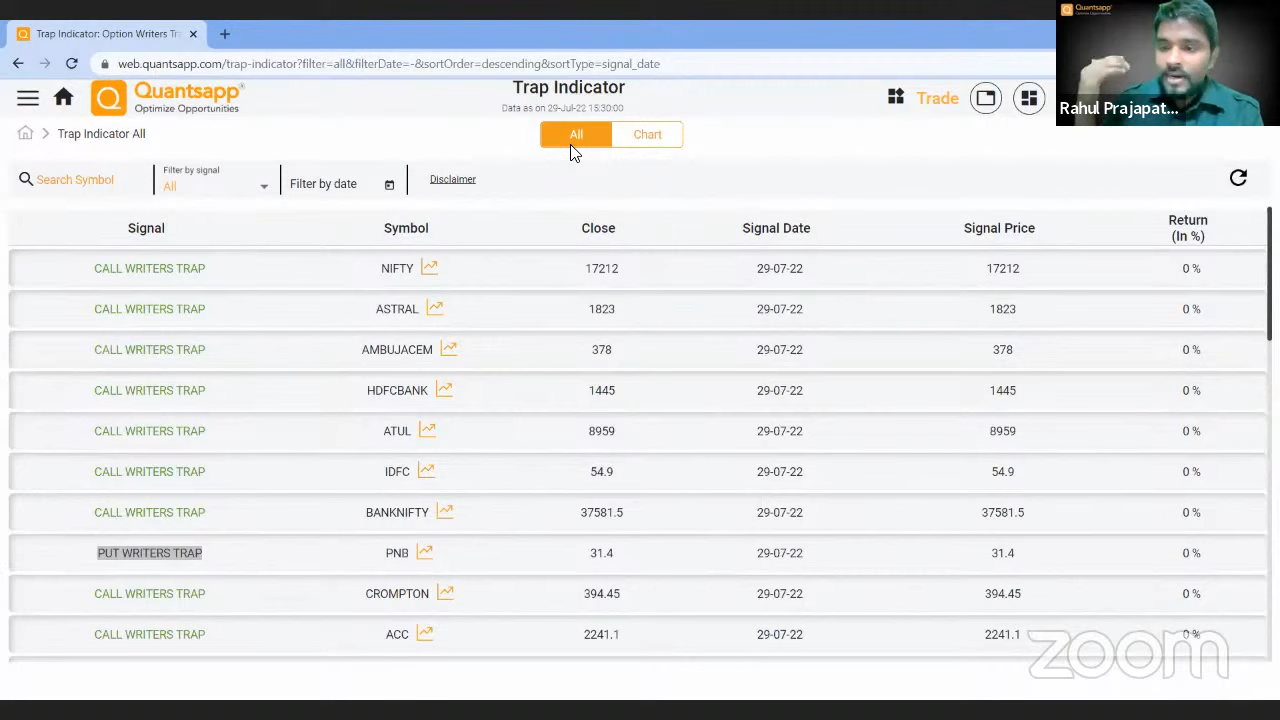 Trap Indicator: Option Writers Tr
web.quantsapp.com/trap-indicator?filter=all&filterDate=-&sortOrder=descending&sortType=signal_date
Quantsapp
Rahul Prajapat...
Quantsapp
Optimize Opportunities
Trap Indicator
Data as on 29-Jul-22 15:30:00
Trade
Trap Indicator All
All
Chart
Search Symbol
Filter by signal
All
Filter by date
Disclaimer
Signal Symbol Close Signal Date Signal Price Return (In %)
CALL WRITERS TRAP NIFTY 17212 29-07-22 17212 0 %
CALL WRITERS TRAP ASTRAL 1823 29-07-22 1823 0 %
CALL WRITERS TRAP AMBUJACEM 378 29-07-22 378 0 %
CALL WRITERS TRAP HDFCBANK 1445 29-07-22 1445 0 %
CALL WRITERS TRAP ATUL 8959 29-07-22 8959 0 %
CALL WRITERS TRAP IDFC 54.9 29-07-22 54.9 0 %
CALL WRITERS TRAP BANKNIFTY 37581.5 29-07-22 37581.5 0 %
PUT WRITERS TRAP PNB 31.4 29-07-22 31.4 0 %
CALL WRITERS TRAP CROMPTON 394.45 29-07-22 394.45 0 %
CALL WRITERS TRAP ACC 2241.1 29-07-22 2241.1 0 %
zoom